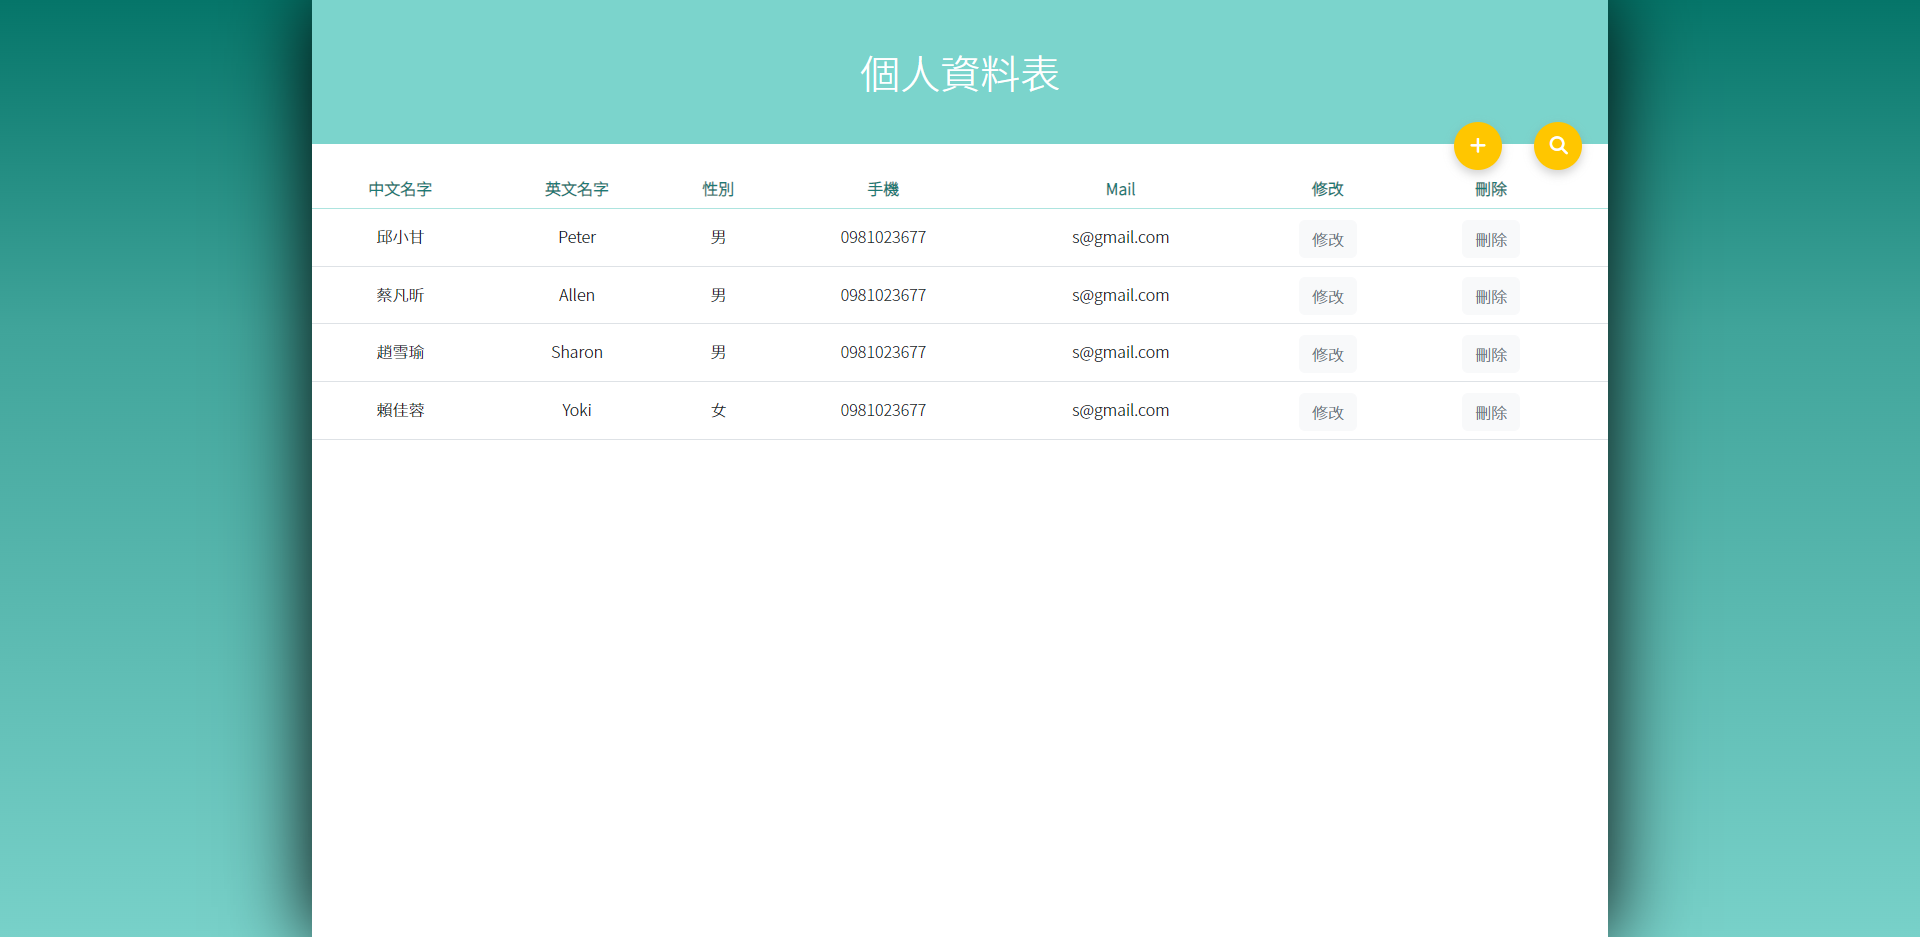 個人資料表
中文名字 英文名字 性別 手機 Mail 修改 刪除
邱小甘 Peter 男 0981023677 s@gmail.com 修改 刪除
蔡凡昕 Allen 男 0981023677 s@gmail.com 修改 刪除
趙雪瑜 Sharon 男 0981023677 s@gmail.com 修改 刪除
賴佳蓉 Yoki 女 0981023677 s@gmail.com 修改 刪除